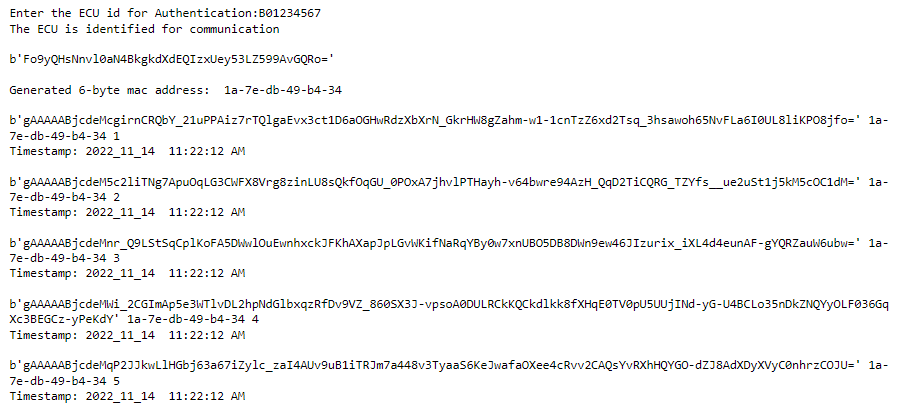 Enter the ECU id for Authentication:B01234567
The ECU is identified for communication
b'Fo9yQHsNnvl0aN4BkgkdXdEQIzxUey53LZ599AvGQRo='
Generated 6-byte mac address:  1a-7e-db-49-b4-34
b'gAAAAABjcdeMcgirnCRQbY_21uPPAiz7rTQlgaEvx3ct1D6aOGHwRdzXbXrN_GkrHW8gZahm-w1-1cnTzZ6xd2Tsq_3hsawoh65NvFLa6I0UL8liKPO8jfo=' 1a-
7e-db-49-b4-34 1
Timestamp: 2022_11_14  11:22:12 AM
b'gAAAAABjcdeM5c2liTNg7ApuOqLG3CWFX8Vrg8zinLU8sQkfOqGU_0POxA7jhvlPTHayh-v64bwre94AzH_QqD2TiCQRG_TZYfs__ue2uSt1j5kM5cOC1dM=' 1a-
7e-db-49-b4-34 2
Timestamp: 2022_11_14  11:22:12 AM
b'gAAAAABjcdeMnr_Q9LStSqCplKoFA5DWwlOuEwnhxckJFKhAXapJpLGvWKifNaRqYBy0w7xnUBO5DB8DWn9ew46JIzurix_iXL4d4eunAF-gYQRZauW6ubw=' 1a-
7e-db-49-b4-34 3
Timestamp: 2022_11_14  11:22:12 AM
b'gAAAAABjcdeMWi_2CGImAp5e3WTlvDL2hpNdGlbxqzRfDv9VZ_860SX3J-vpsoA0DULRCkKQCkdlkk8fXHqE0TV0pU5UUjINd-yG-U4BCLo35nDkZNQYyOLF036Gq
Xc3BEGCz-yPeKdY' 1a-7e-db-49-b4-34 4
Timestamp: 2022_11_14  11:22:12 AM
b'gAAAAABjcdeMqP2JJkwLlHGbj63a67iZylc_zaI4AUv9uB1iTRJm7a448v3TyaaS6KeJwafaOXee4cRvv2CAQsYvRXhHQYGO-dZJ8AdXDyXVyC0nhrzCOJU=' 1a-
7e-db-49-b4-34 5
Timestamp: 2022_11_14  11:22:12 AM